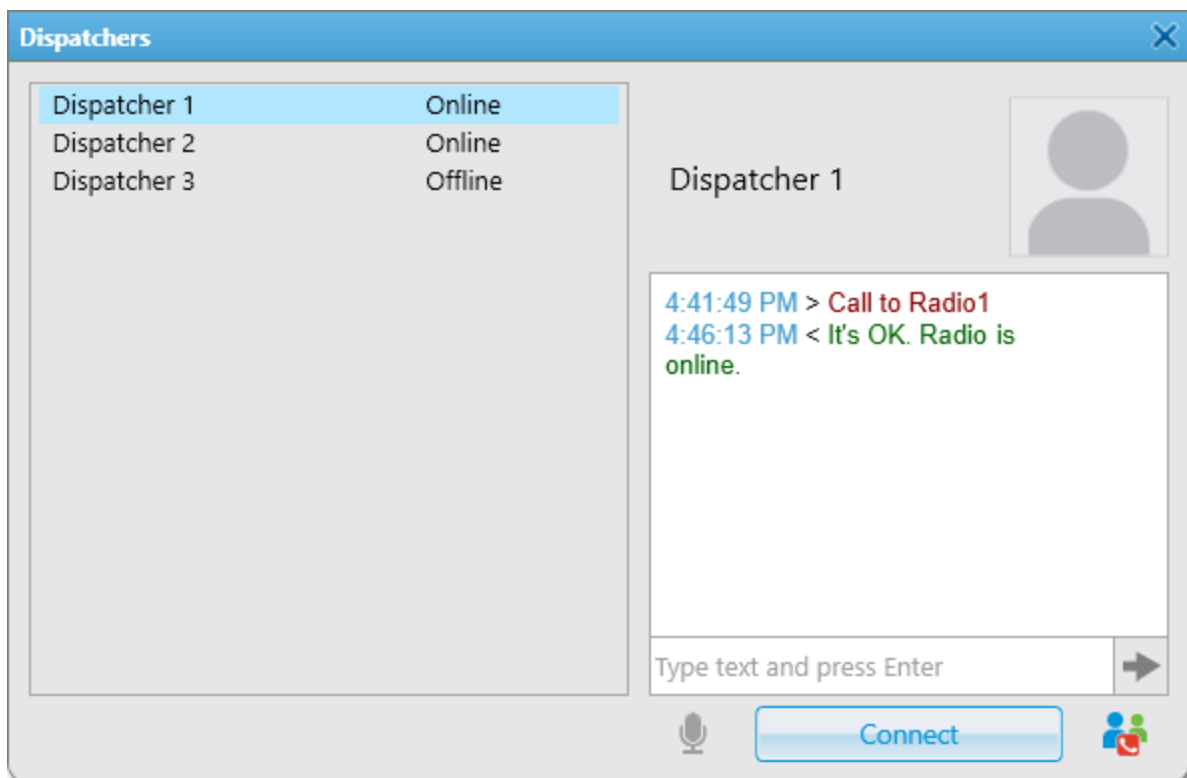 Dispatchers
Dispatcher 1 Online
Dispatcher 2 Online
Dispatcher 3 Offline
Dispatcher 1
4:41:49 PM > Call to Radio1
4:46:13 PM < It's OK. Radio is
online.
Type text and press Enter
Connect